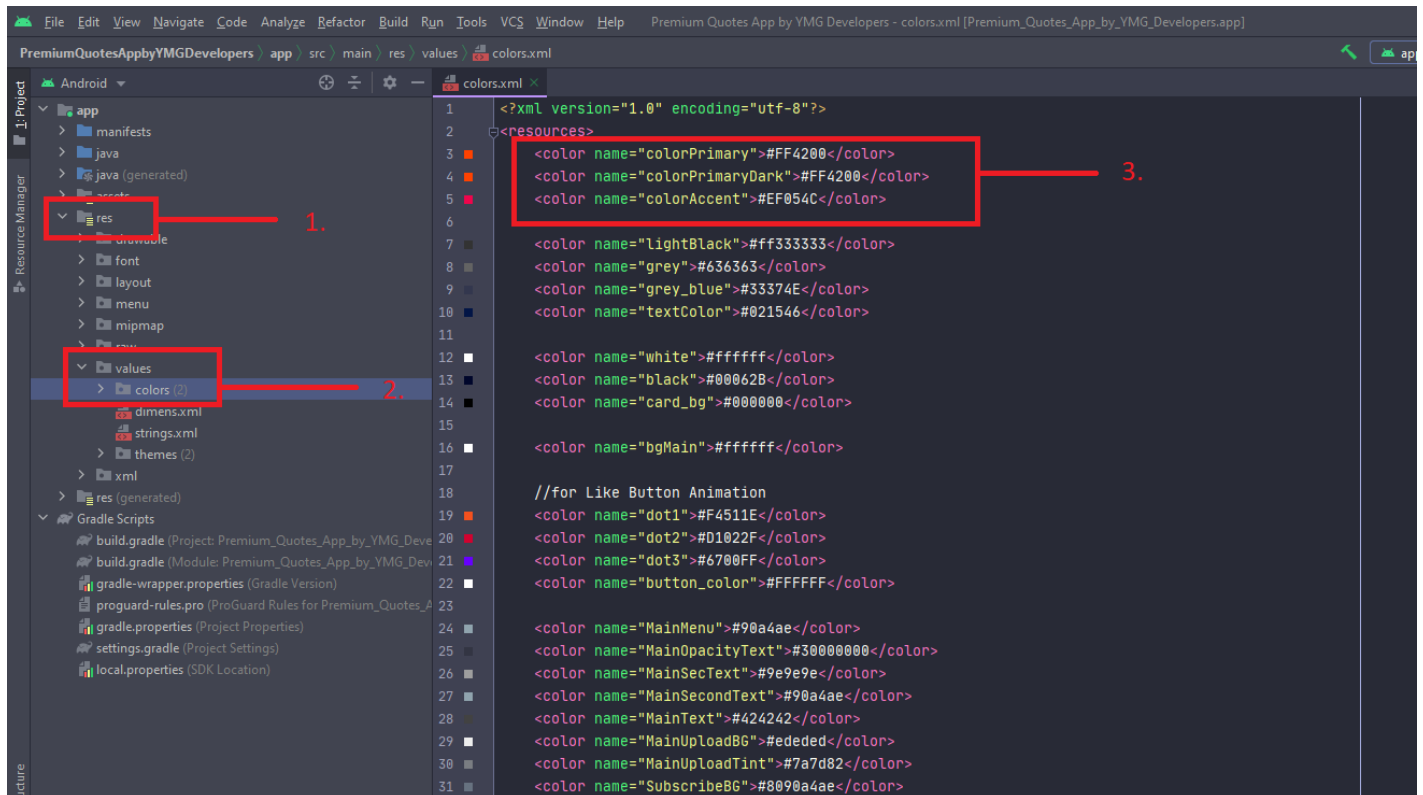 File Edit View Navigate Code Analyze Refactor Build Run Tools VCS Window Help Premium Quotes App by YMG Developers - colors.xml [Premium_Quotes_App_by_YMG_Developers.app]
PremiumQuotesAppbyYMGDevelopers app src main res values colors.xml app
1: Project
Resource Manager
Android
app
manifests
java
java (generated)
assets
res
drawable
font
layout
menu
mipmap
raw
values
colors (2)
dimens.xml
strings.xml
themes (2)
xml
res (generated)
Gradle Scripts
build.gradle (Project: Premium_Quotes_App_by_YMG_Deve
build.gradle (Module: Premium_Quotes_App_by_YMG_Dev
gradle-wrapper.properties (Gradle Version)
proguard-rules.pro (ProGuard Rules for Premium_Quotes_A
gradle.properties (Project Properties)
settings.gradle (Project Settings)
local.properties (SDK Location)
1.
2.
colors.xml
1 <?xml version="1.0" encoding="utf-8"?>
2 <resources>
3 <color name="colorPrimary">#FF4200</color>
4 <color name="colorPrimaryDark">#FF4200</color>
5 <color name="colorAccent">#EF054C</color>
6
7 <color name="lightBlack">#ff333333</color>
8 <color name="grey">#636363</color>
9 <color name="grey_blue">#33374E</color>
10 <color name="textColor">#021546</color>
11
12 <color name="white">#ffffff</color>
13 <color name="black">#00062B</color>
14 <color name="card_bg">#000000</color>
15
16 <color name="bgMain">#ffffff</color>
17
18 //for Like Button Animation
19 <color name="dot1">#F4511E</color>
20 <color name="dot2">#D1022F</color>
21 <color name="dot3">#6700FF</color>
22 <color name="button_color">#FFFFFF</color>
23
24 <color name="MainMenu">#90a4ae</color>
25 <color name="MainOpacityText">#30000000</color>
26 <color name="MainSecText">#9e9e9e</color>
27 <color name="MainSecondText">#90a4ae</color>
28 <color name="MainText">#424242</color>
29 <color name="MainUploadBG">#ededed</color>
30 <color name="MainUploadTint">#7a7d82</color>
31 <color name="SubscribeBG">#8090a4ae</color>
3.
ucture